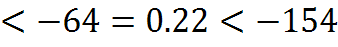 < −64 = 0.22 < −154